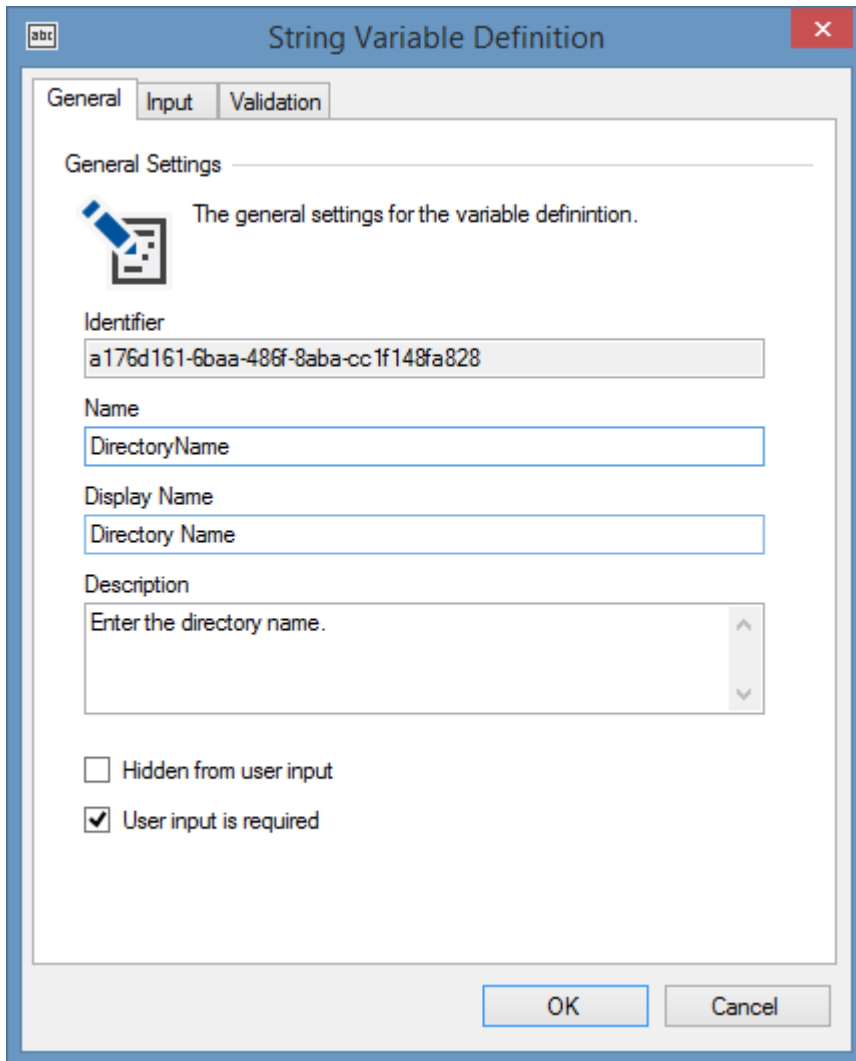 abc
String Variable Definition
General Input Validation
General Settings
The general settings for the variable definintion.
Identifier
a176d161-6baa-486f-8aba-cc1f148fa828
Name
DirectoryName
Display Name
Directory Name
Description
Enter the directory name.
Hidden from user input
User input is required
OK Cancel